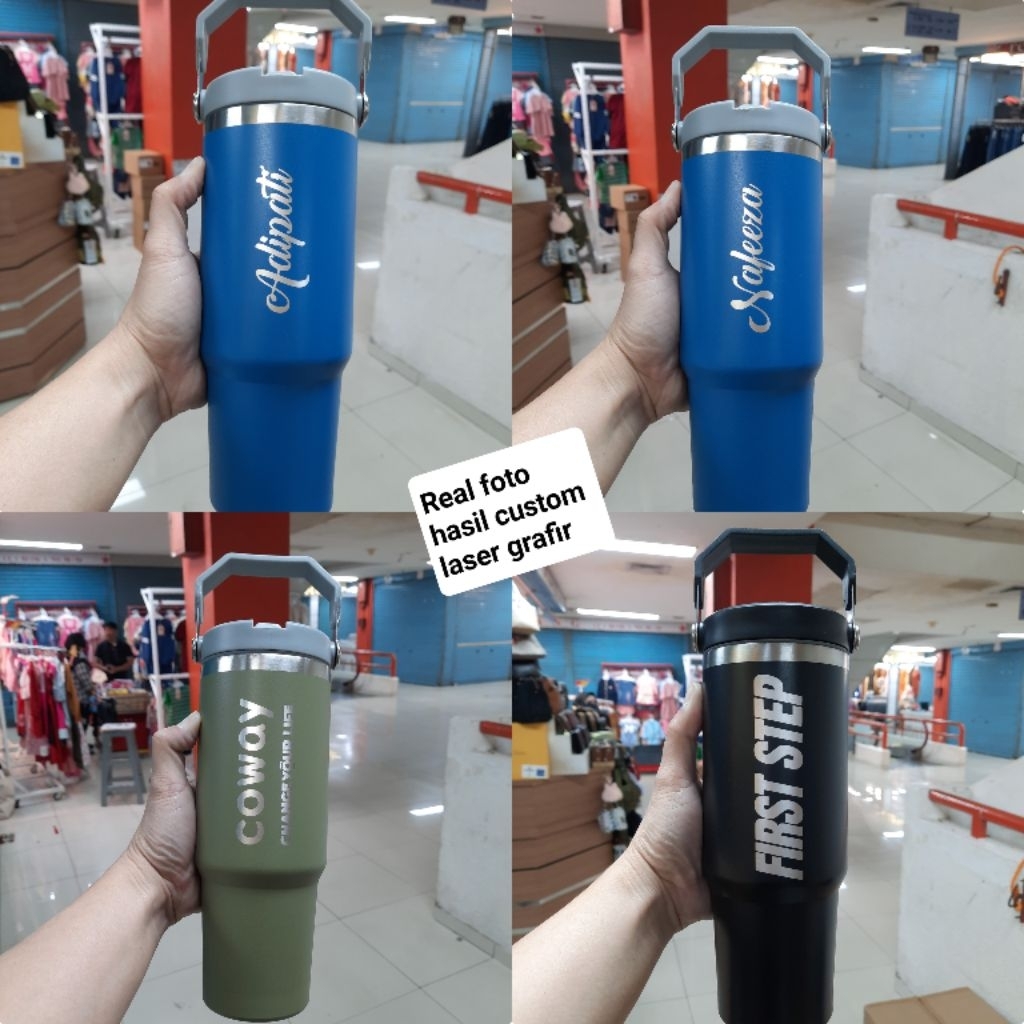 Adipati
Nafeeza
Real foto
hasil custom
laser grafir
coway
CHANGE YOUR LIFE
FIRST STEP